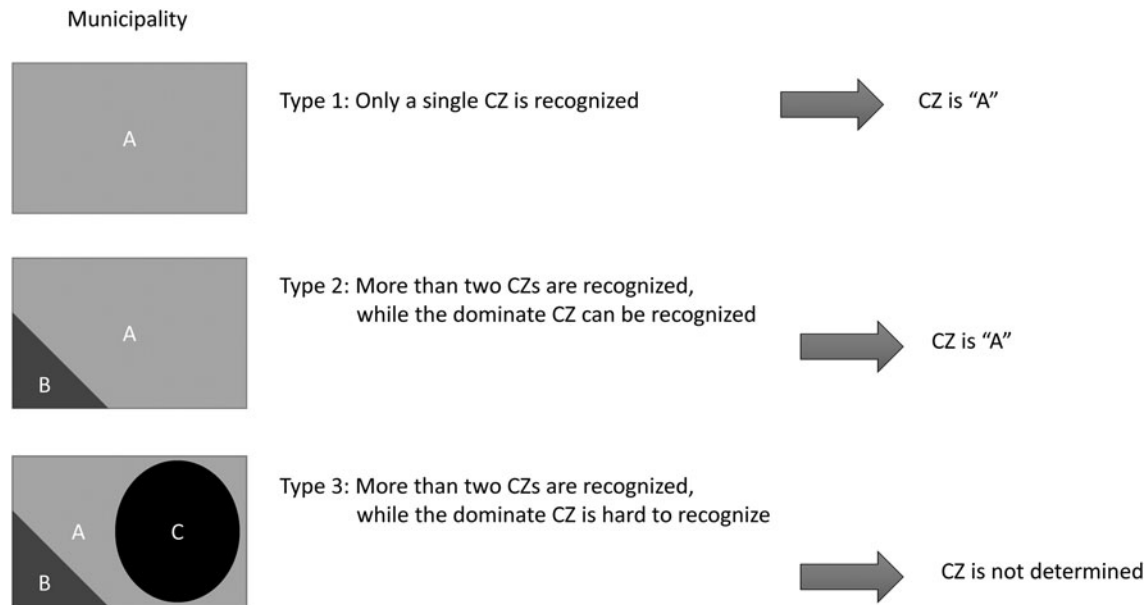 Municipality
A
Type 1: Only a single CZ is recognized
CZ is “A”
A
B
Type 2: More than two CZs are recognized,
while the dominate CZ can be recognized
CZ is “A”
A
B
C
Type 3: More than two CZs are recognized,
while the dominate CZ is hard to recognize
CZ is not determined